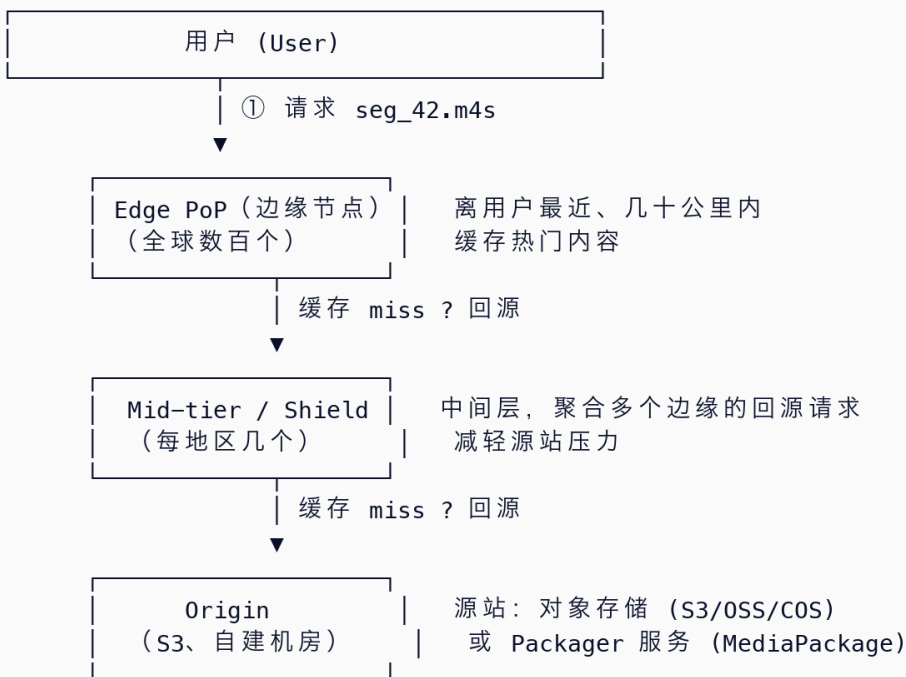 用户 (User)
① 请求 seg_42.m4s
Edge PoP（边缘节点） 离用户最近、几十公里内
（全球数百个） 缓存热门内容
缓存 miss ? 回源
Mid-tier / Shield 中间层, 聚合多个边缘的回源请求
（每地区几个） 减轻源站压力
缓存 miss ? 回源
Origin 源站: 对象存储 (S3/OSS/COS)
（S3、自建机房） 或 Packager 服务 (MediaPackage)